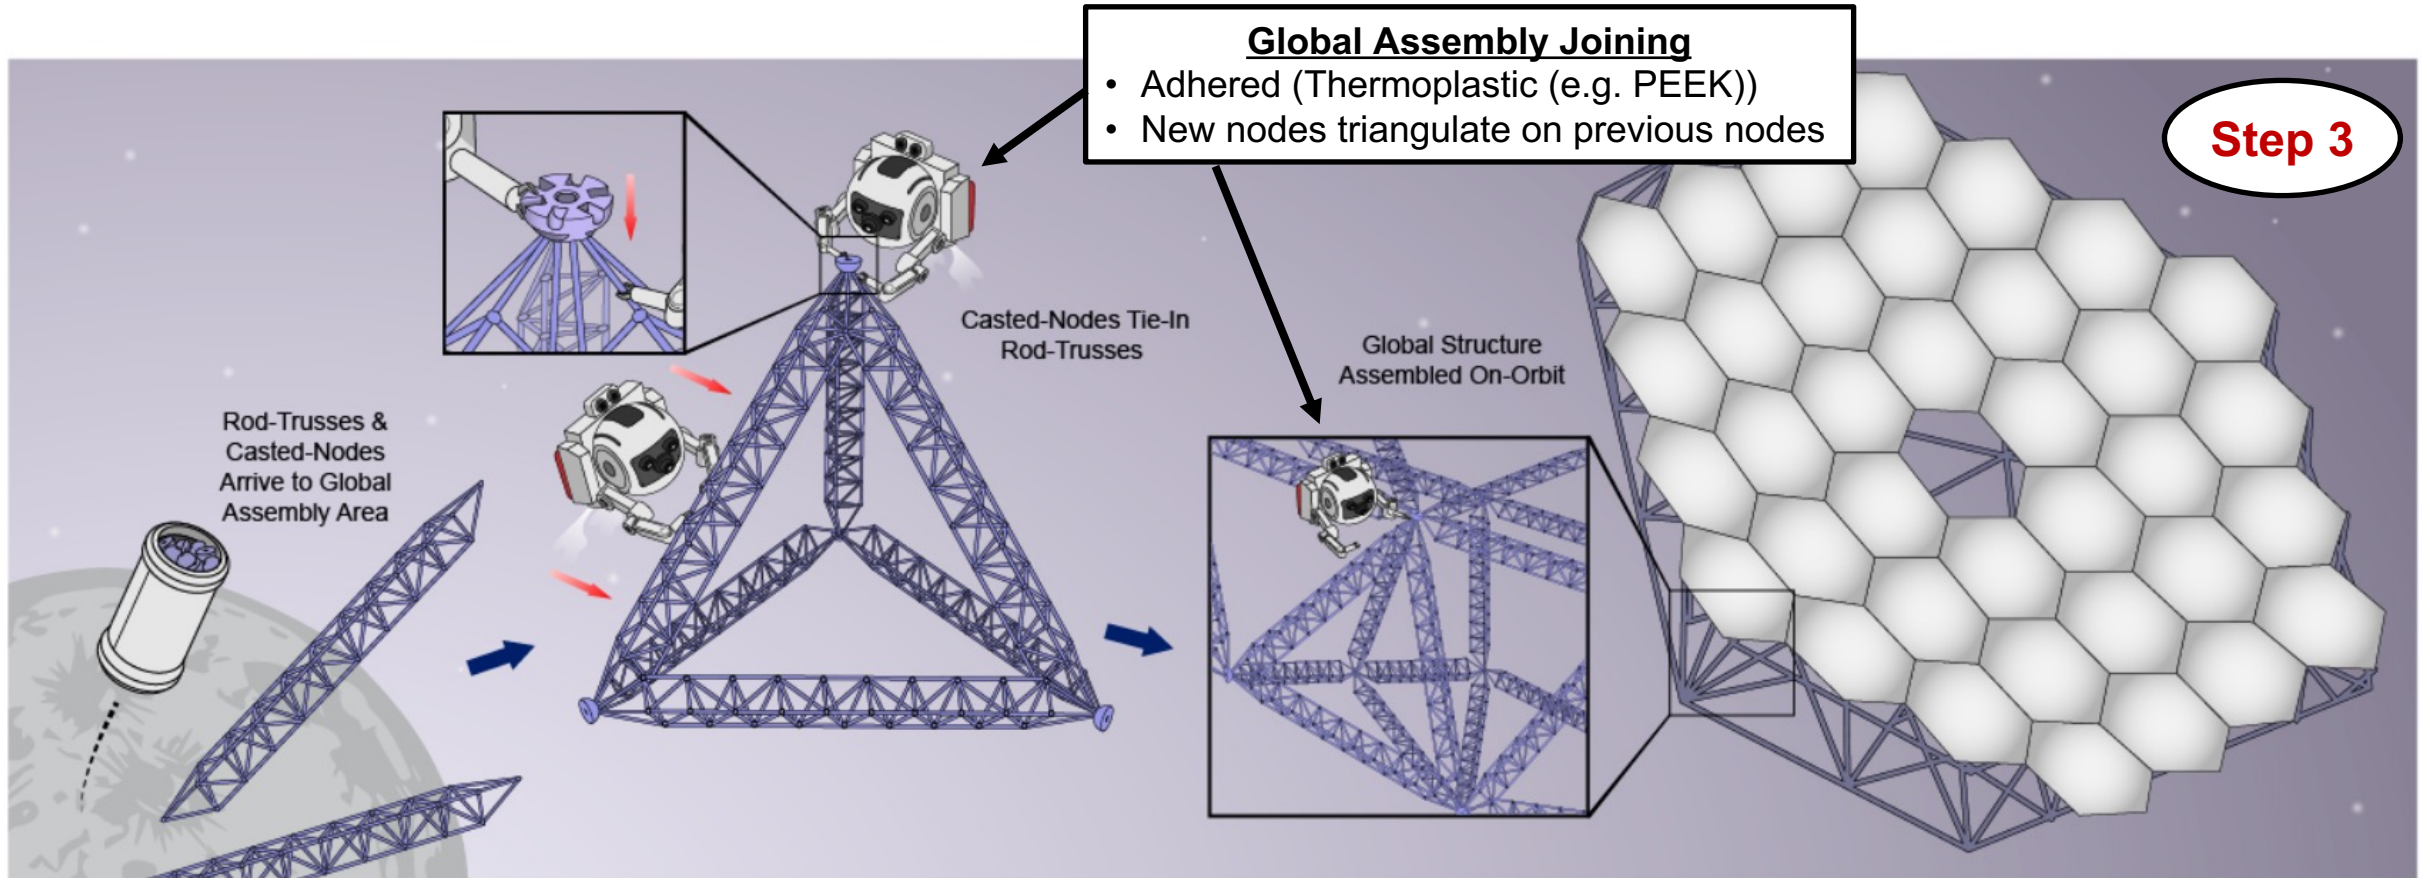 Global Assembly Joining
• Adhered (Thermoplastic (e.g. PEEK))
• New nodes triangulate on previous nodes
Step 3
Casted-Nodes Tie-In
Rod-Trusses
Global Structure
Assembled On-Orbit
Rod-Trusses &
Casted-Nodes
Arrive to Global
Assembly Area